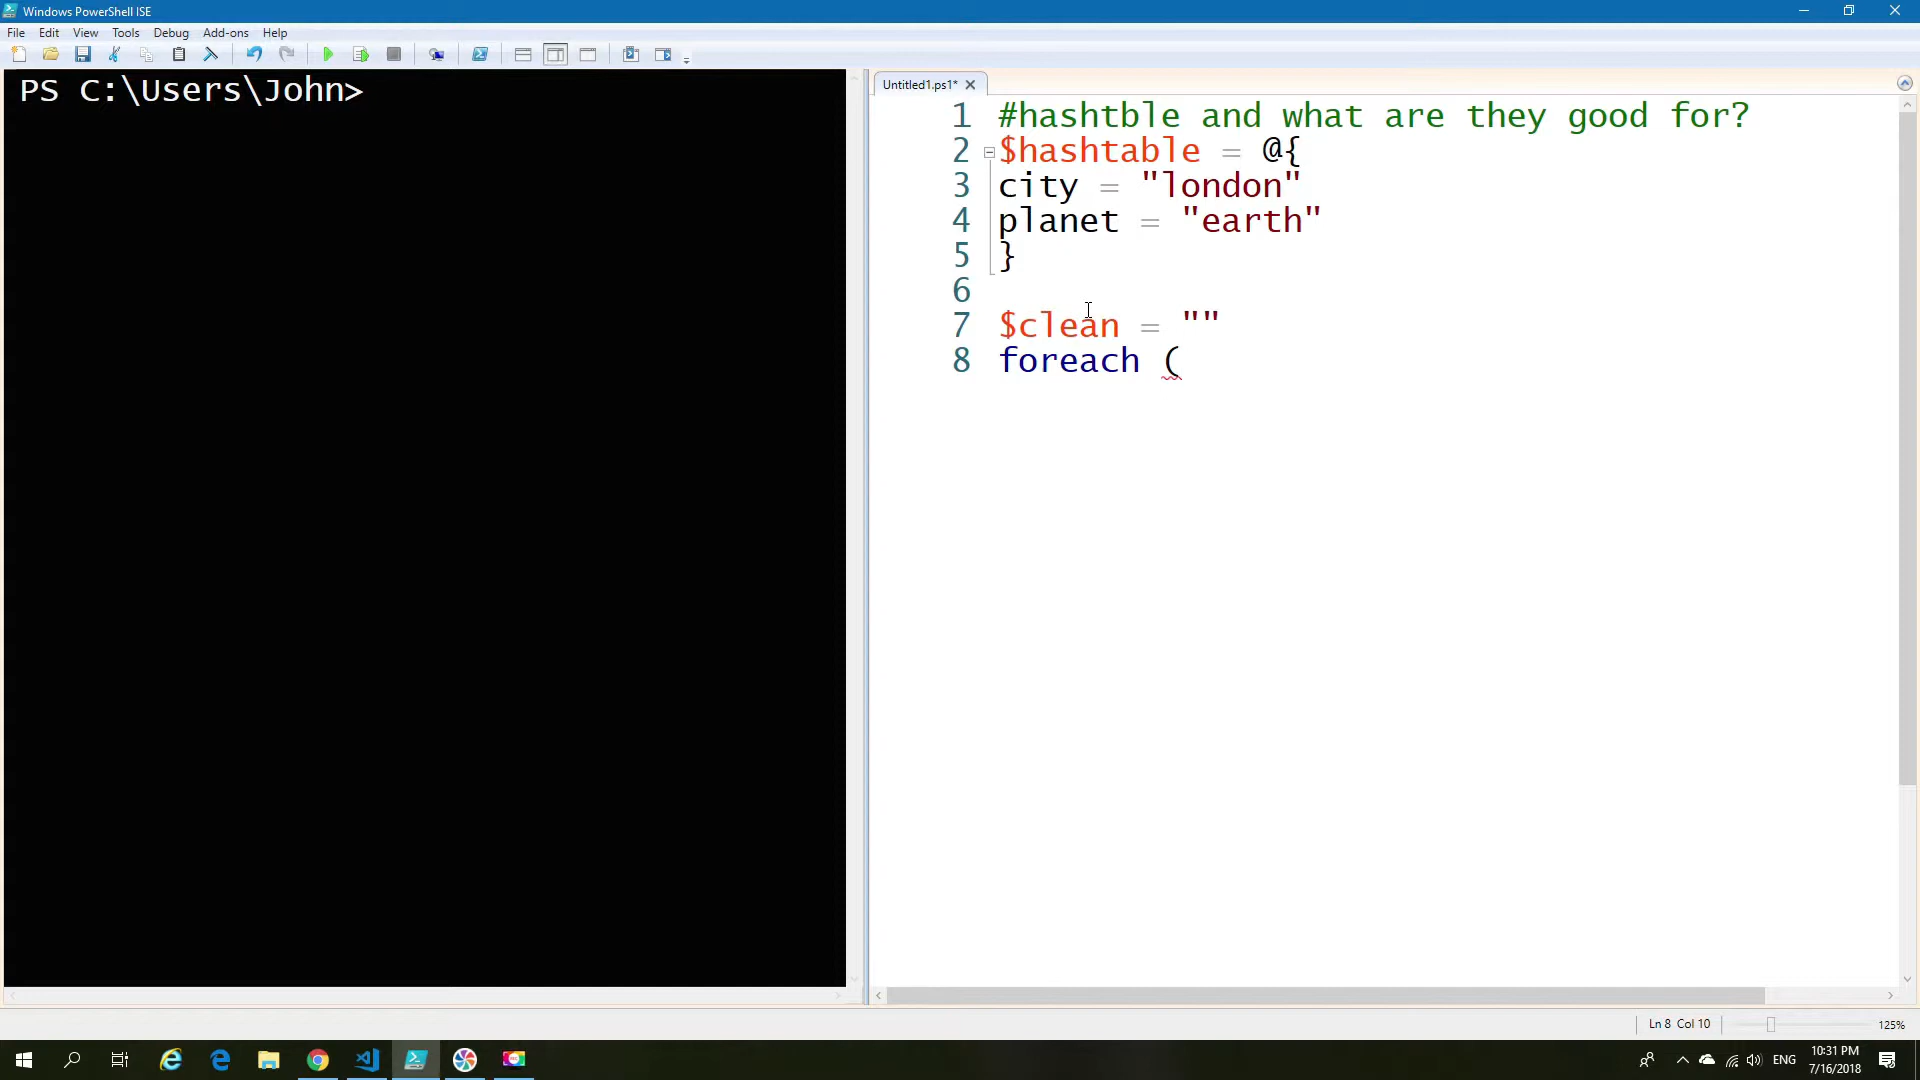 Windows PowerShell ISE
File Edit View Tools Debug Add-ons Help
PS C:\Users\John>
Untitled1.ps1*
1 #hashtble and what are they good for?
2 $hashtable = @{
3 city = "london"
4 planet = "earth"
5 }
6
7 $clean = ""
8 foreach (
Ln 8 Col 10
125%
ENG
10:31 PM
7/16/2018